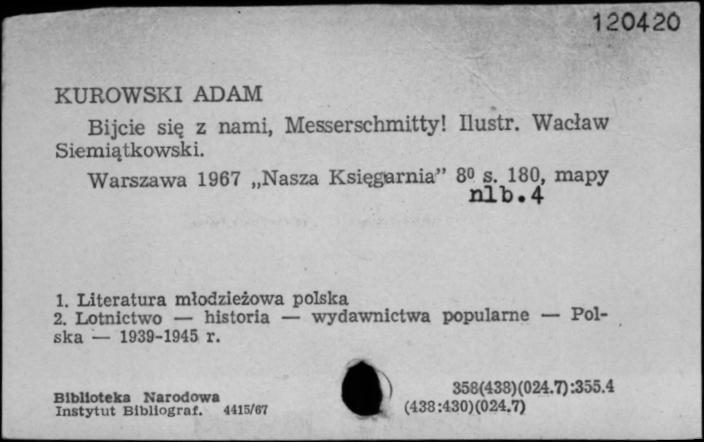 120420
KUROWSKI ADAM
Bijcie się z nami, Messerschmitty! Ilustr. Wacław
Siemiątkowski.
Warszawa 1967 „Nasza Księgarnia” 8⁰ s. 180, mapy
nlb.4
1. Literatura młodzieżowa polska
2. Lotnictwo — historia — wydawnictwa popularne — Pol-
ska — 1939-1945 r.
Biblioteka Narodowa
Instytut Bibliograf. 4415/67
358(438)(024.7):355.4
(438:430)(024.7)